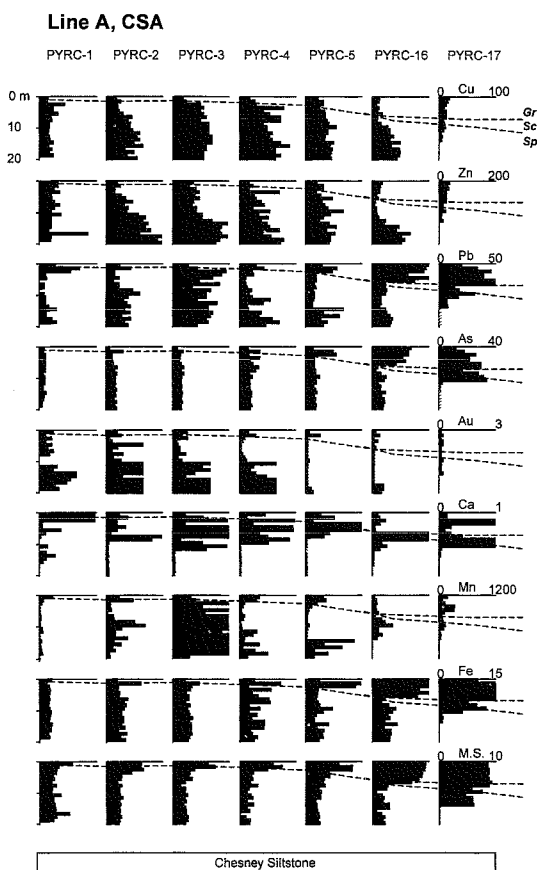 Line A, CSA
PYRC-1 PYRC-2 PYRC-3 PYRC-4 PYRC-5 PYRC-16 PYRC-17
0 m
10
20
0 Cu 100
Gr
Sc
Sp
0 Zn 200
0 Pb 50
0 As 40
0 Au 3
0 Ca 1
0 Mn 1200
0 Fe 15
0 M.S. 10
Chesney Siltstone